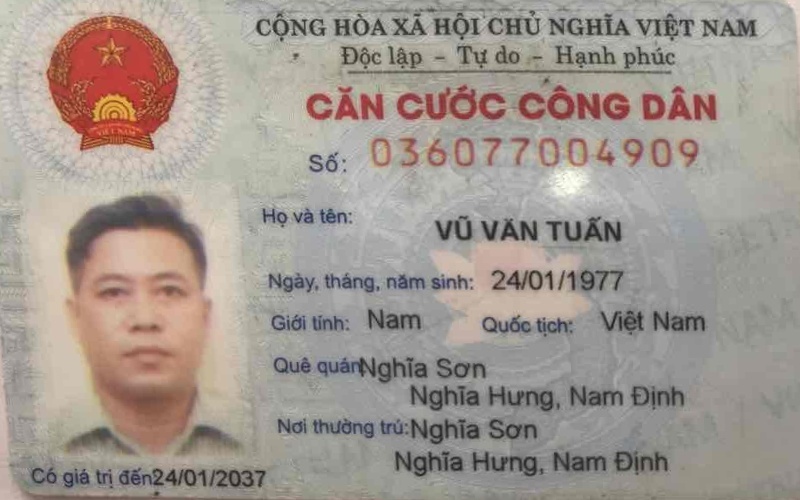 CỘNG HÒA XÃ HỘI CHỦ NGHĨA VIỆT NAM
Độc lập - Tự do - Hạnh phúc
CĂN CƯỚC CÔNG DÂN
Số: 036077004909
Họ và tên: VŨ VĂN TUẤN
Ngày, tháng, năm sinh: 24/01/1977
Giới tính: Nam Quốc tịch: Việt Nam
Quê quán Nghĩa Sơn
Nghĩa Hưng, Nam Định
Nơi thường trú: Nghĩa Sơn
Nghĩa Hưng, Nam Định
Có giá trị đến 24/01/2037